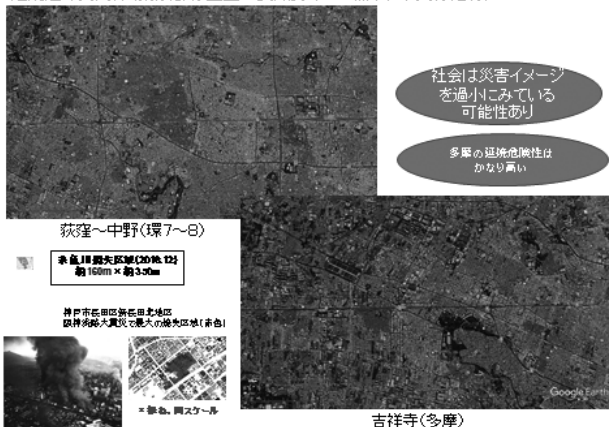 社会は災害イメージ
を過小にみている
可能性あり
多摩の延焼危険性は
かなり高い
荻窪～中野(環7～8)
糸魚川焼失区域(2016.12)
約160m×約350m
神戸市長田区新長田北地区
阪神淡路大震災で最大の焼失区域(赤色)
*概ね、同スケール
Google Earth
吉祥寺(多摩)